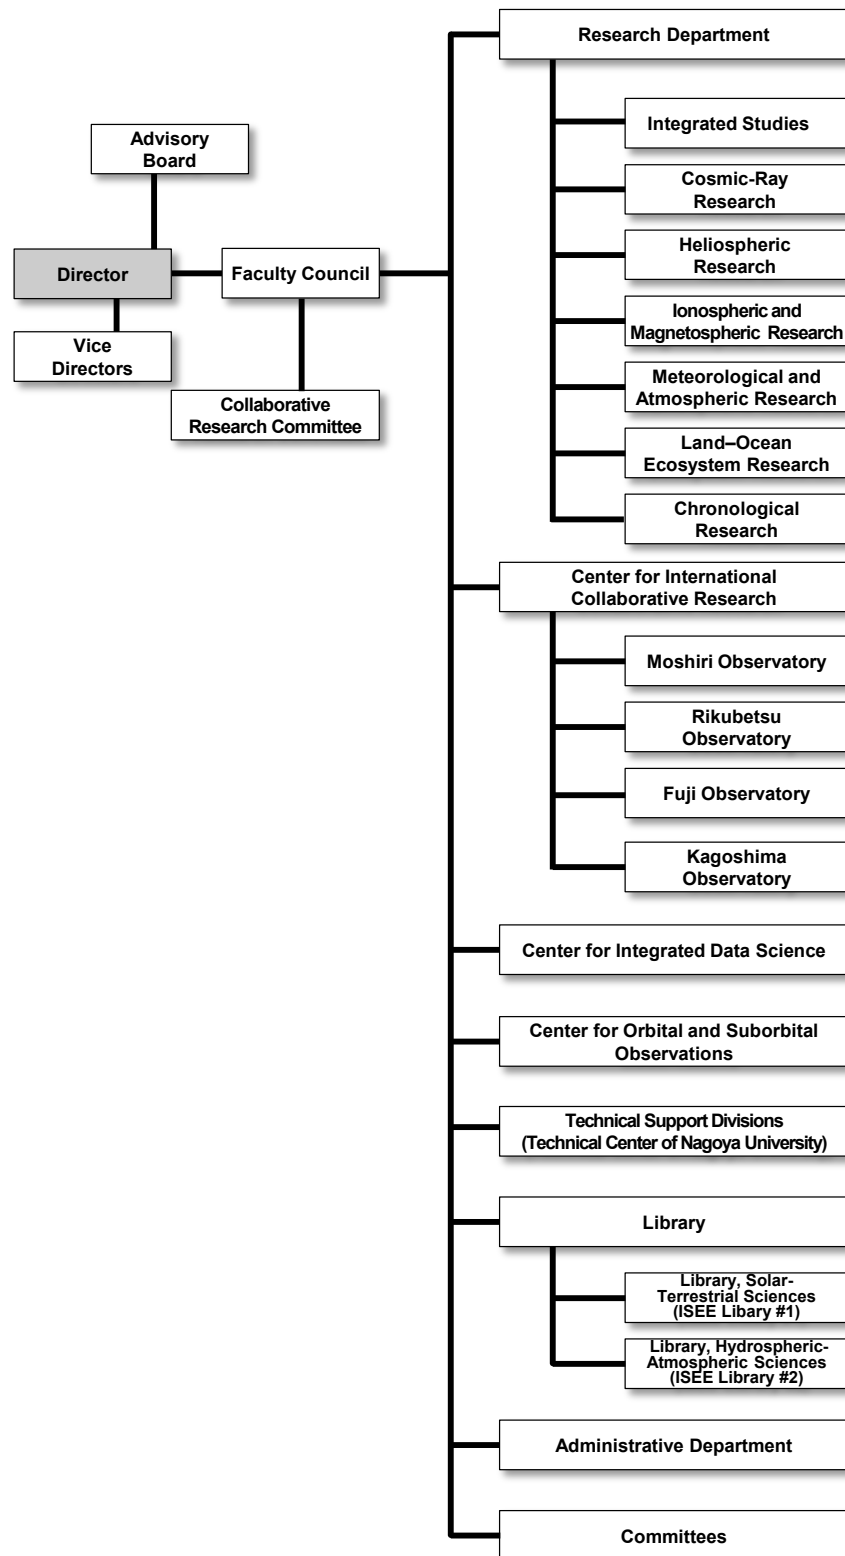 Research Department
Integrated Studies
Advisory
Board
Cosmic-Ray
Research
Director
Faculty Council
Heliospheric
Research
Vice
Directors
Ionospheric and
Magnetospheric Research
Collaborative
Research Committee
Meteorological and
Atmospheric Research
Land–Ocean
Ecosystem Research
Chronological
Research
Center for International
Collaborative Research
Moshiri Observatory
Rikubetsu
Observatory
Fuji Observatory
Kagoshima
Observatory
Center for Integrated Data Science
Center for Orbital and Suborbital
Observations
Technical Support Divisions
(Technical Center of Nagoya University)
Library
Library, Solar-
Terrestrial Sciences
(ISEE Libary #1)
Library, Hydrospheric-
Atmospheric Sciences
(ISEE Library #2)
Administrative Department
Committees